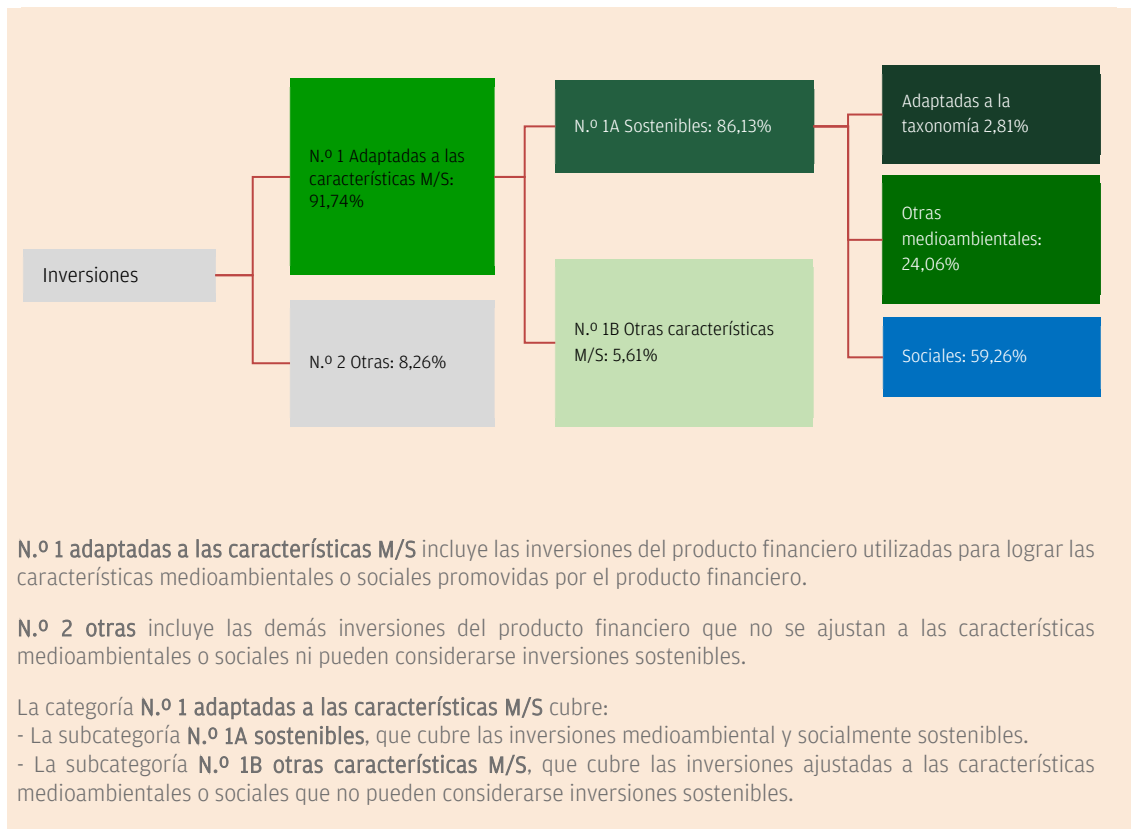 Inversiones
N.º 1 Adaptadas a las
características M/S:
91,74%
N.º 2 Otras: 8,26%
N.º 1A Sostenibles: 86,13%
N.º 1B Otras características
M/S: 5,61%
Adaptadas a la
taxonomía 2,81%
Otras
medioambientales:
24,06%
Sociales: 59,26%
N.º 1 adaptadas a las características M/S incluye las inversiones del producto financiero utilizadas para lograr las
características medioambientales o sociales promovidas por el producto financiero.
N.º 2 otras incluye las demás inversiones del producto financiero que no se ajustan a las características
medioambientales o sociales ni pueden considerarse inversiones sostenibles.
La categoría N.º 1 adaptadas a las características M/S cubre:
- La subcategoría N.º 1A sostenibles, que cubre las inversiones medioambiental y socialmente sostenibles.
- La subcategoría N.º 1B otras características M/S, que cubre las inversiones ajustadas a las características
medioambientales o sociales que no pueden considerarse inversiones sostenibles.